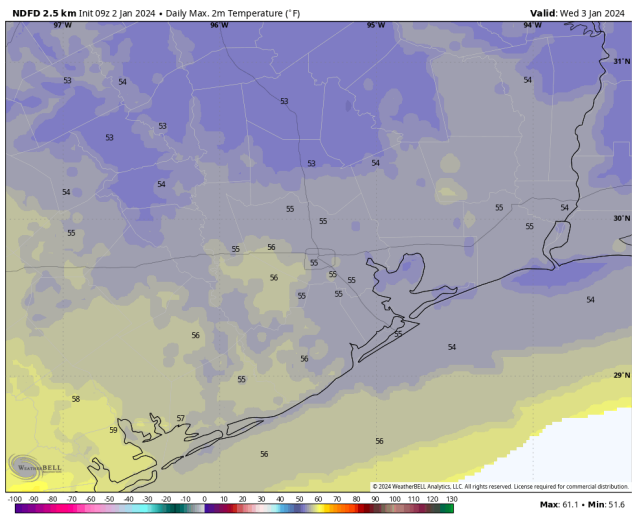 NDFD 2.5 km Init 09z 2 Jan 2024 • Daily Max. 2m Temperature (°F)
Valid: Wed 3 Jan 2024
97°W 96°W 95°W 94°W
31°N
53 54 54
53
53
53
53 54
54 54
55 55 54
55 55
30°N
55
55 56
55
56 55 55
55 55
54
56 55
54
56
29°N
55
58
57
59
56
56
WeatherBELL
© 2024 WeatherBELL Analytics, LLC. All rights reserved. License required for commercial distribution.
-100 -90 -80 -70 -60 -50 -40 -30 -20 -10 0 10 20 30 40 50 60 70 80 90 100 110 120 130
Max: 61.1 • Min: 51.6